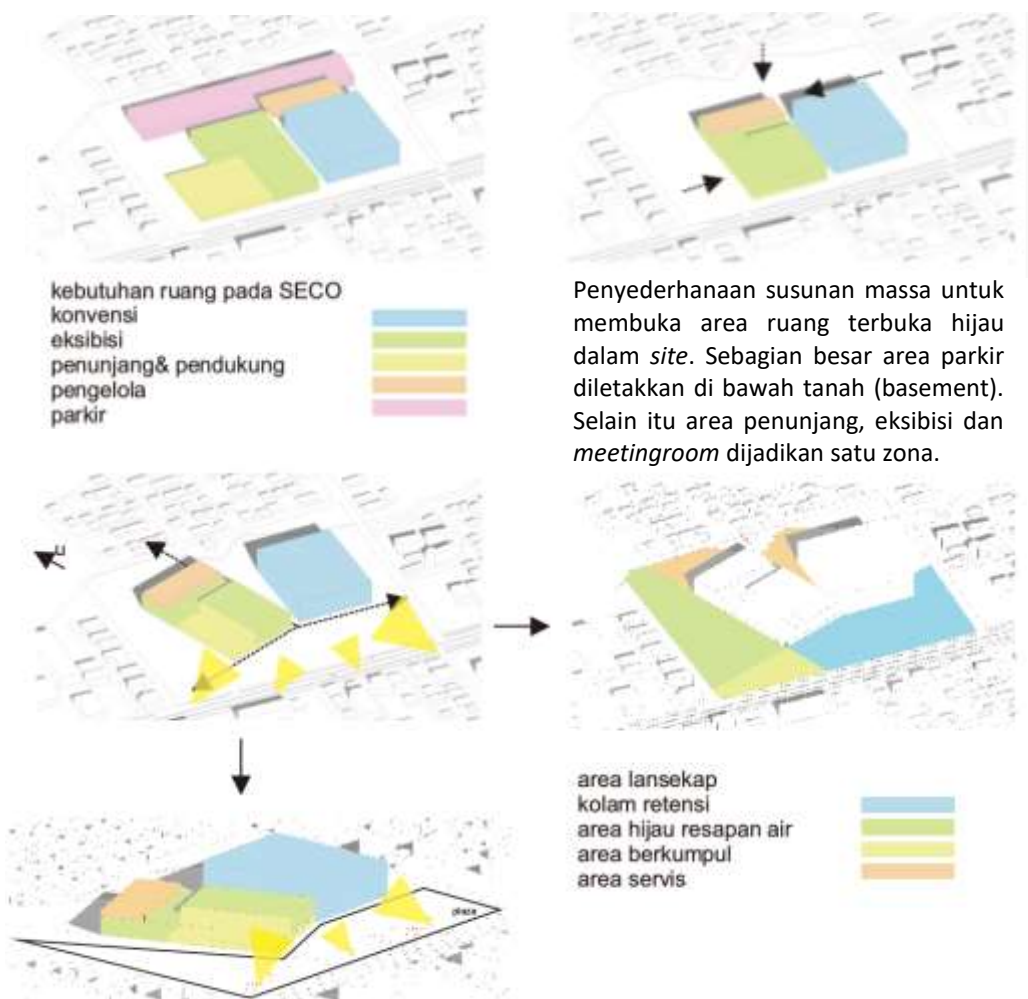 kebutuhan ruang pada SECO
konvensi
eksibisi
penunjang& pendukung
pengelola
parkir
Penyederhanaan susunan massa untuk
membuka area ruang terbuka hijau
dalam site. Sebagian besar area parkir
diletakkan di bawah tanah (basement).
Selain itu area penunjang, eksibisi dan
meetingroom dijadikan satu zona.
U
area lansekap
kolam retensi
area hijau resapan air
area berkumpul
area servis
plaza